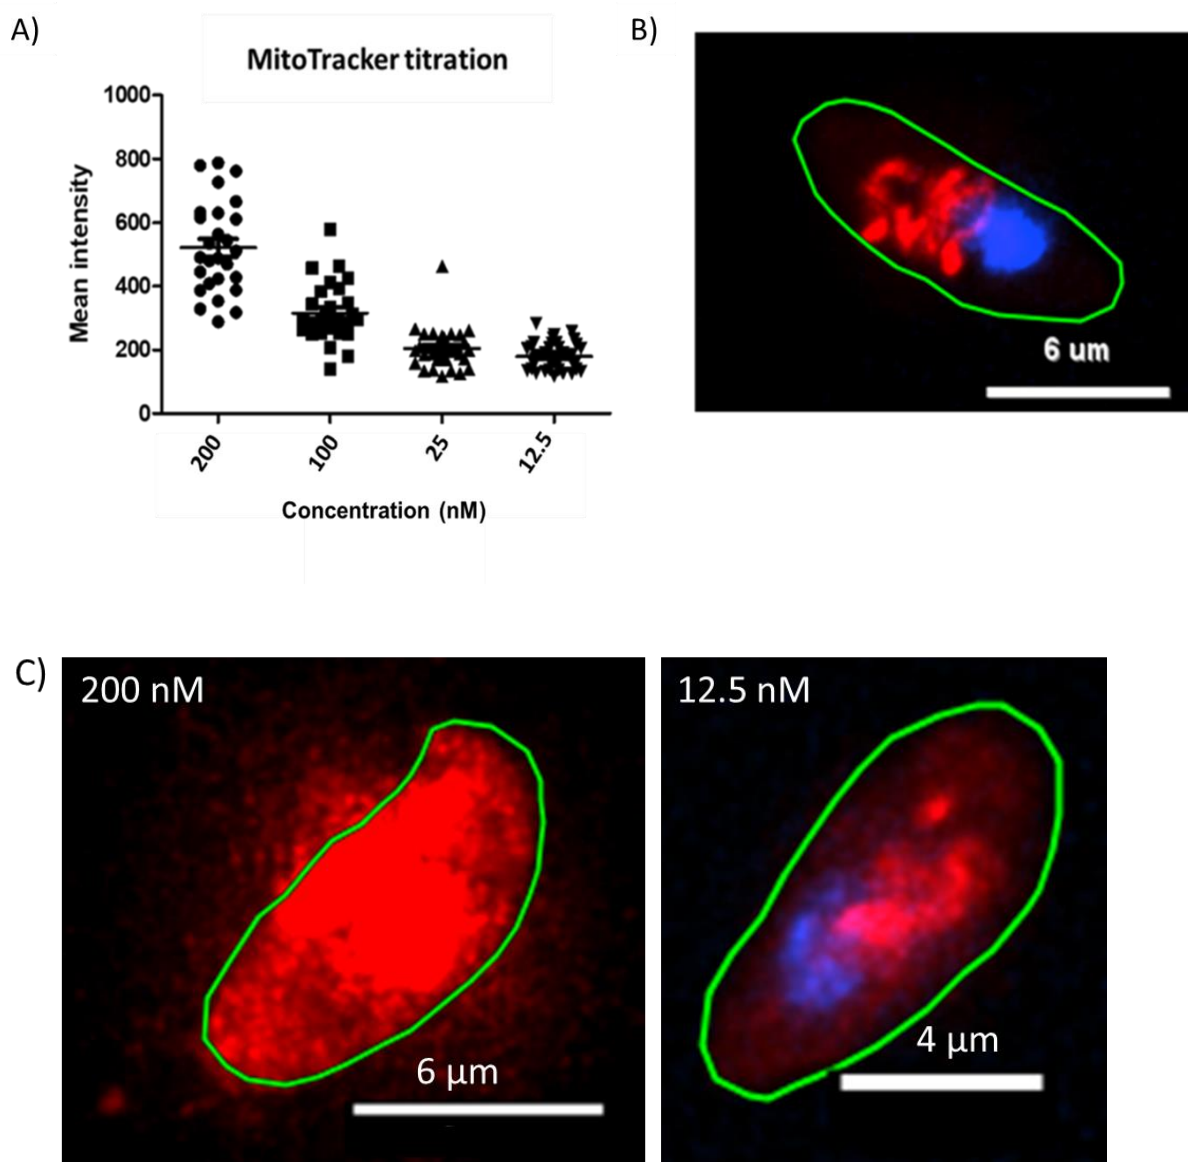 A)
MitoTracker titration
Mean intensity
1000
800
600
400
200
0
200
100
25
12.5
Concentration (nM)
B)
6 um
C)
200 nM
6 µm
12.5 nM
4 µm